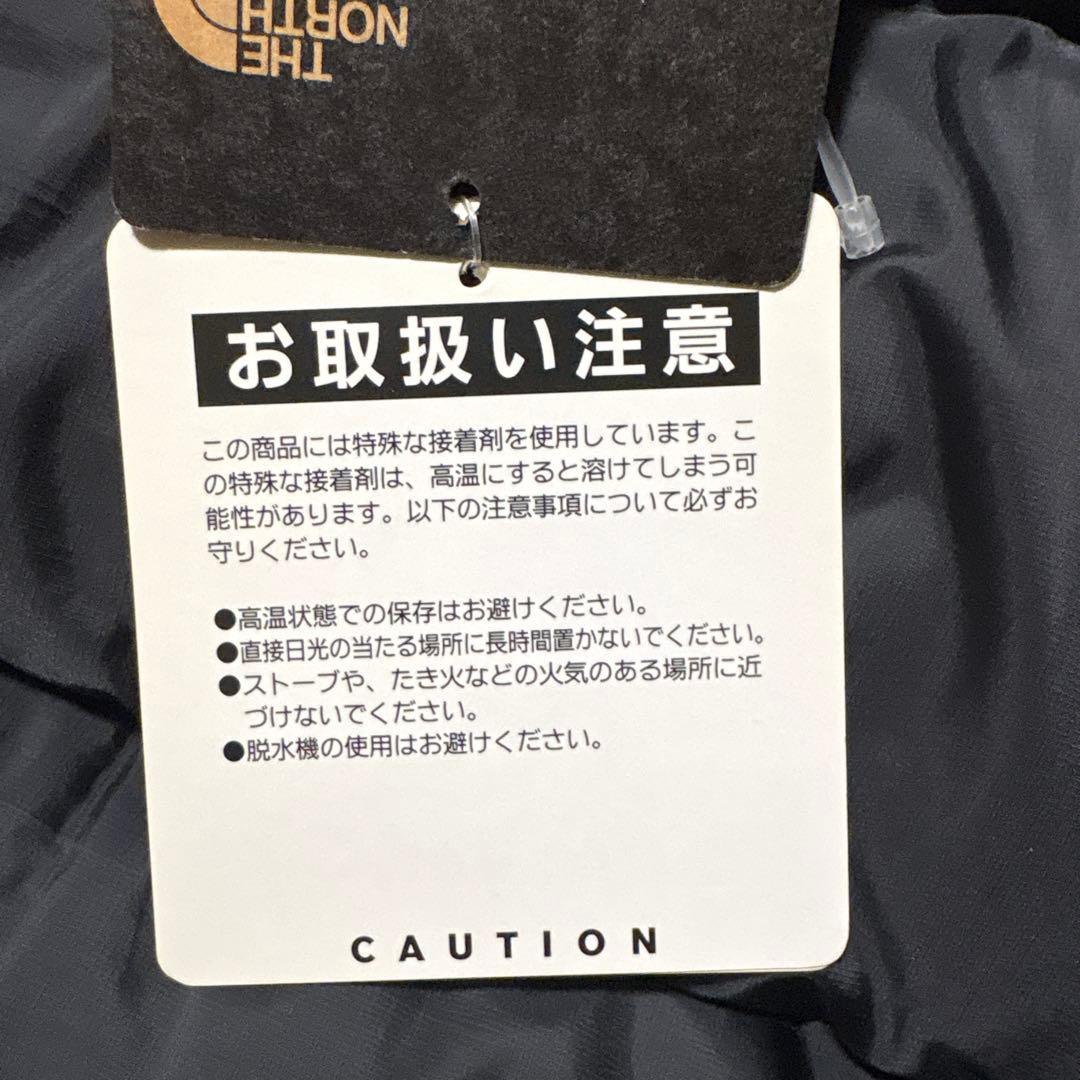 THE
NORTH
お取扱い注意
この商品には特殊な接着剤を使用しています。こ
の特殊な接着剤は、高温にすると溶けてしまう可
能性があります。以下の注意事項について必ずお
守りください。
●高温状態での保存はお避けください。
●直接日光の当たる場所に長時間置かないでください。
●ストーブや、たき火などの火気のある場所に近
づけないでください。
●脱水機の使用はお避けください。
CAUTION